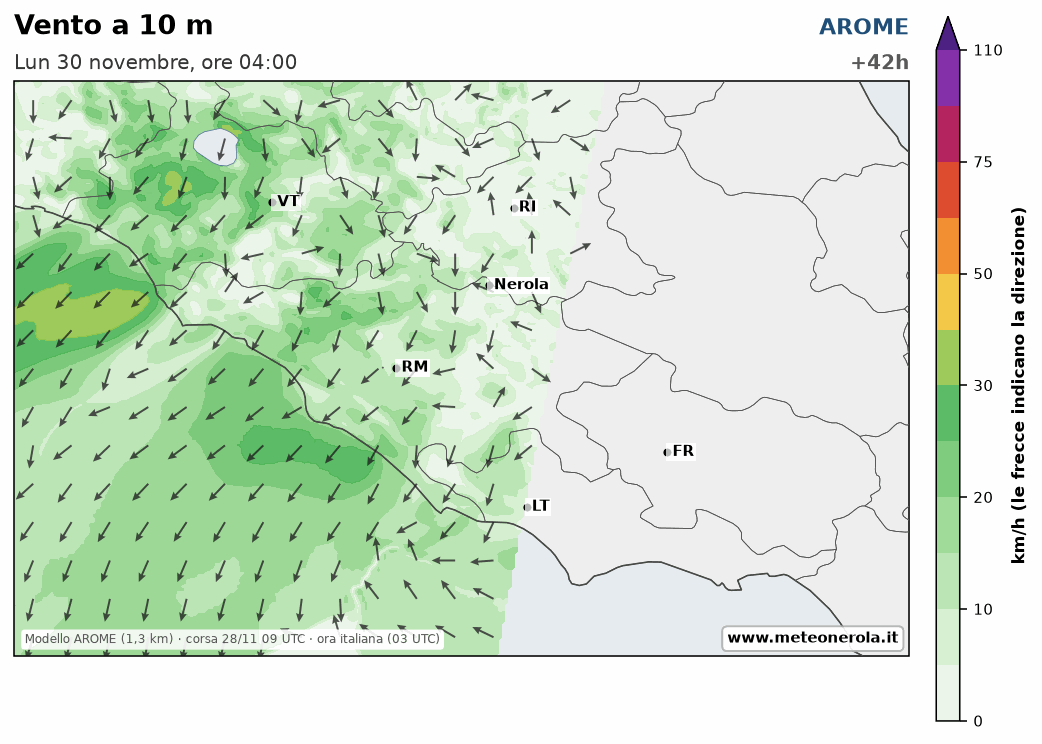 Vento a 10 m
AROME
Lun 30 novembre, ore 04:00
+42h
VT
RI
Nerola
RM
FR
LT
Modello AROME (1,3 km) · corsa 28/11 09 UTC · ora italiana (03 UTC)
www.meteonerola.it
110
75
50
30
20
10
0
km/h (le frecce indicano la direzione)